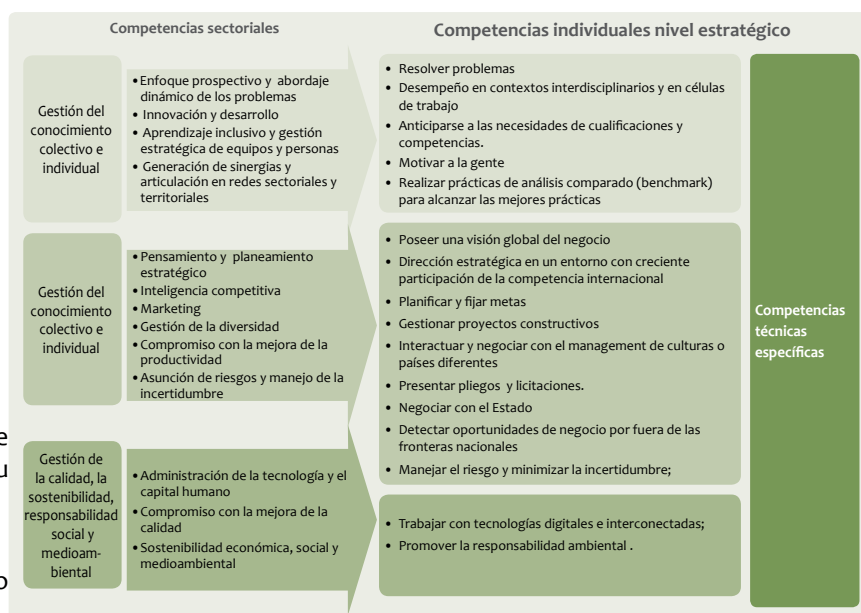 Competencias sectoriales
Competencias individuales nivel estratégico
Gestión del
conocimiento
colectivo e
individual
• Enfoque prospectivo y abordaje
dinámico de los problemas
• Innovación y desarrollo
• Aprendizaje inclusivo y gestión
estratégica de equipos y personas
• Generación de sinergias y
articulación en redes sectoriales y
territoriales
• Resolver problemas
• Desempeño en contextos interdisciplinarios y en células
de trabajo
• Anticiparse a las necesidades de cualificaciones y
competencias.
• Motivar a la gente
• Realizar prácticas de análisis comparado (benchmark)
para alcanzar las mejores prácticas
Gestión del
conocimiento
colectivo e
individual
• Pensamiento y planeamiento
estratégico
• Inteligencia competitiva
• Marketing
• Gestión de la diversidad
• Compromiso con la mejora de la
productividad
• Asunción de riesgos y manejo de la
incertidumbre
• Poseer una visión global del negocio
• Dirección estratégica en un entorno con creciente
participación de la competencia internacional
• Planificar y fijar metas
• Gestionar proyectos constructivos
• Interactuar y negociar con el management de culturas o
países diferentes
• Presentar pliegos y licitaciones.
• Negociar con el Estado
• Detectar oportunidades de negocio por fuera de las
fronteras nacionales
• Manejar el riesgo y minimizar la incertidumbre;
Gestión de
la calidad, la
sostenibilidad,
responsabilidad
social y
medioam-
biental
• Administración de la tecnología y el
capital humano
• Compromiso con la mejora de la
calidad
• Sostenibilidad económica, social y
medioambiental
• Trabajar con tecnologías digitales e interconectadas;
• Promover la responsabilidad ambiental .
Competencias
técnicas
específicas